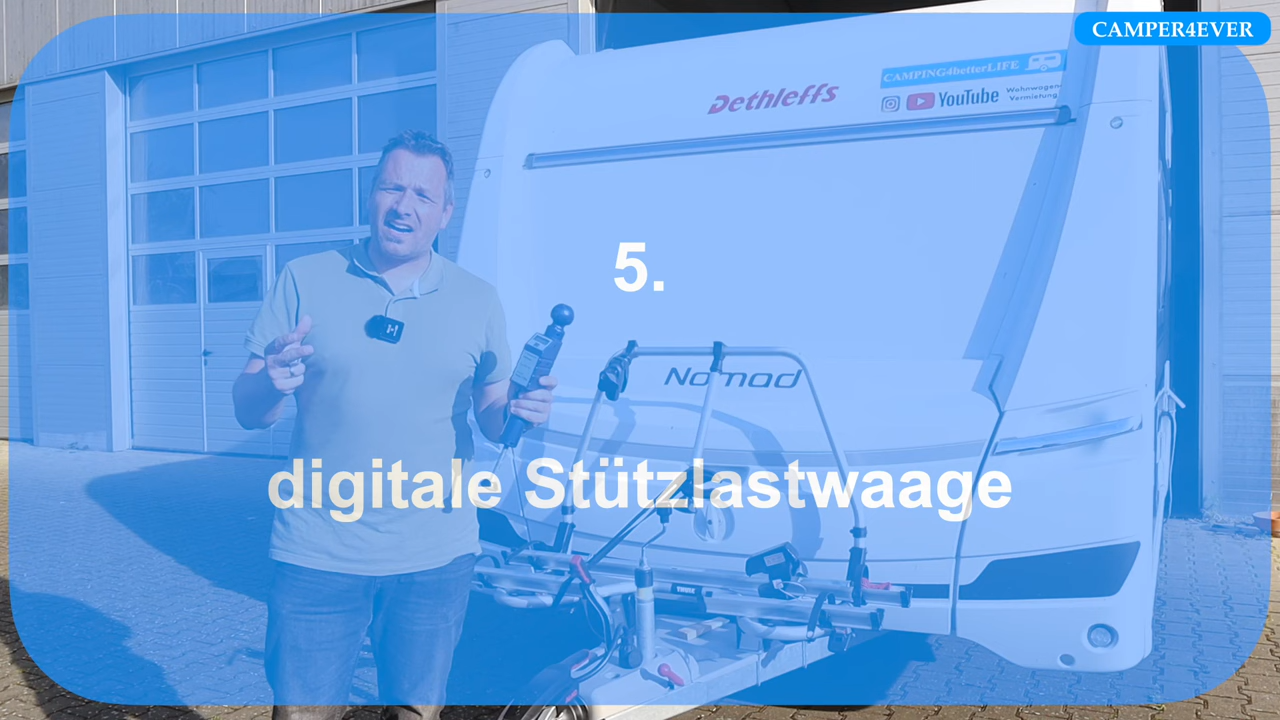 CAMPER4EVER
CAMPING4betterLIFE
Dethleffs
YouTube
Wohnwagen-
Vermietung
5.
Nomad
digitale Stützlastwaage
THULE